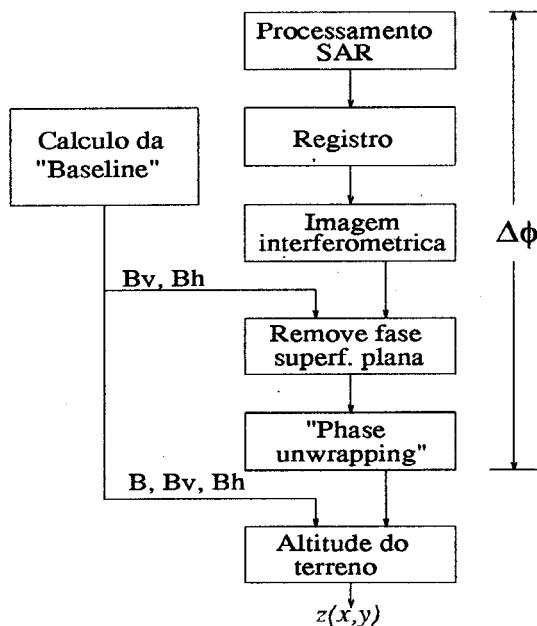 Processamento
SAR
Calculo da
"Baseline"
Registro
Imagem
interferometrica
Δϕ
Bv, Bh
Remove fase
superf. plana
"Phase
unwrapping"
B, Bv, Bh
Altitude do
terreno
z(x,y)